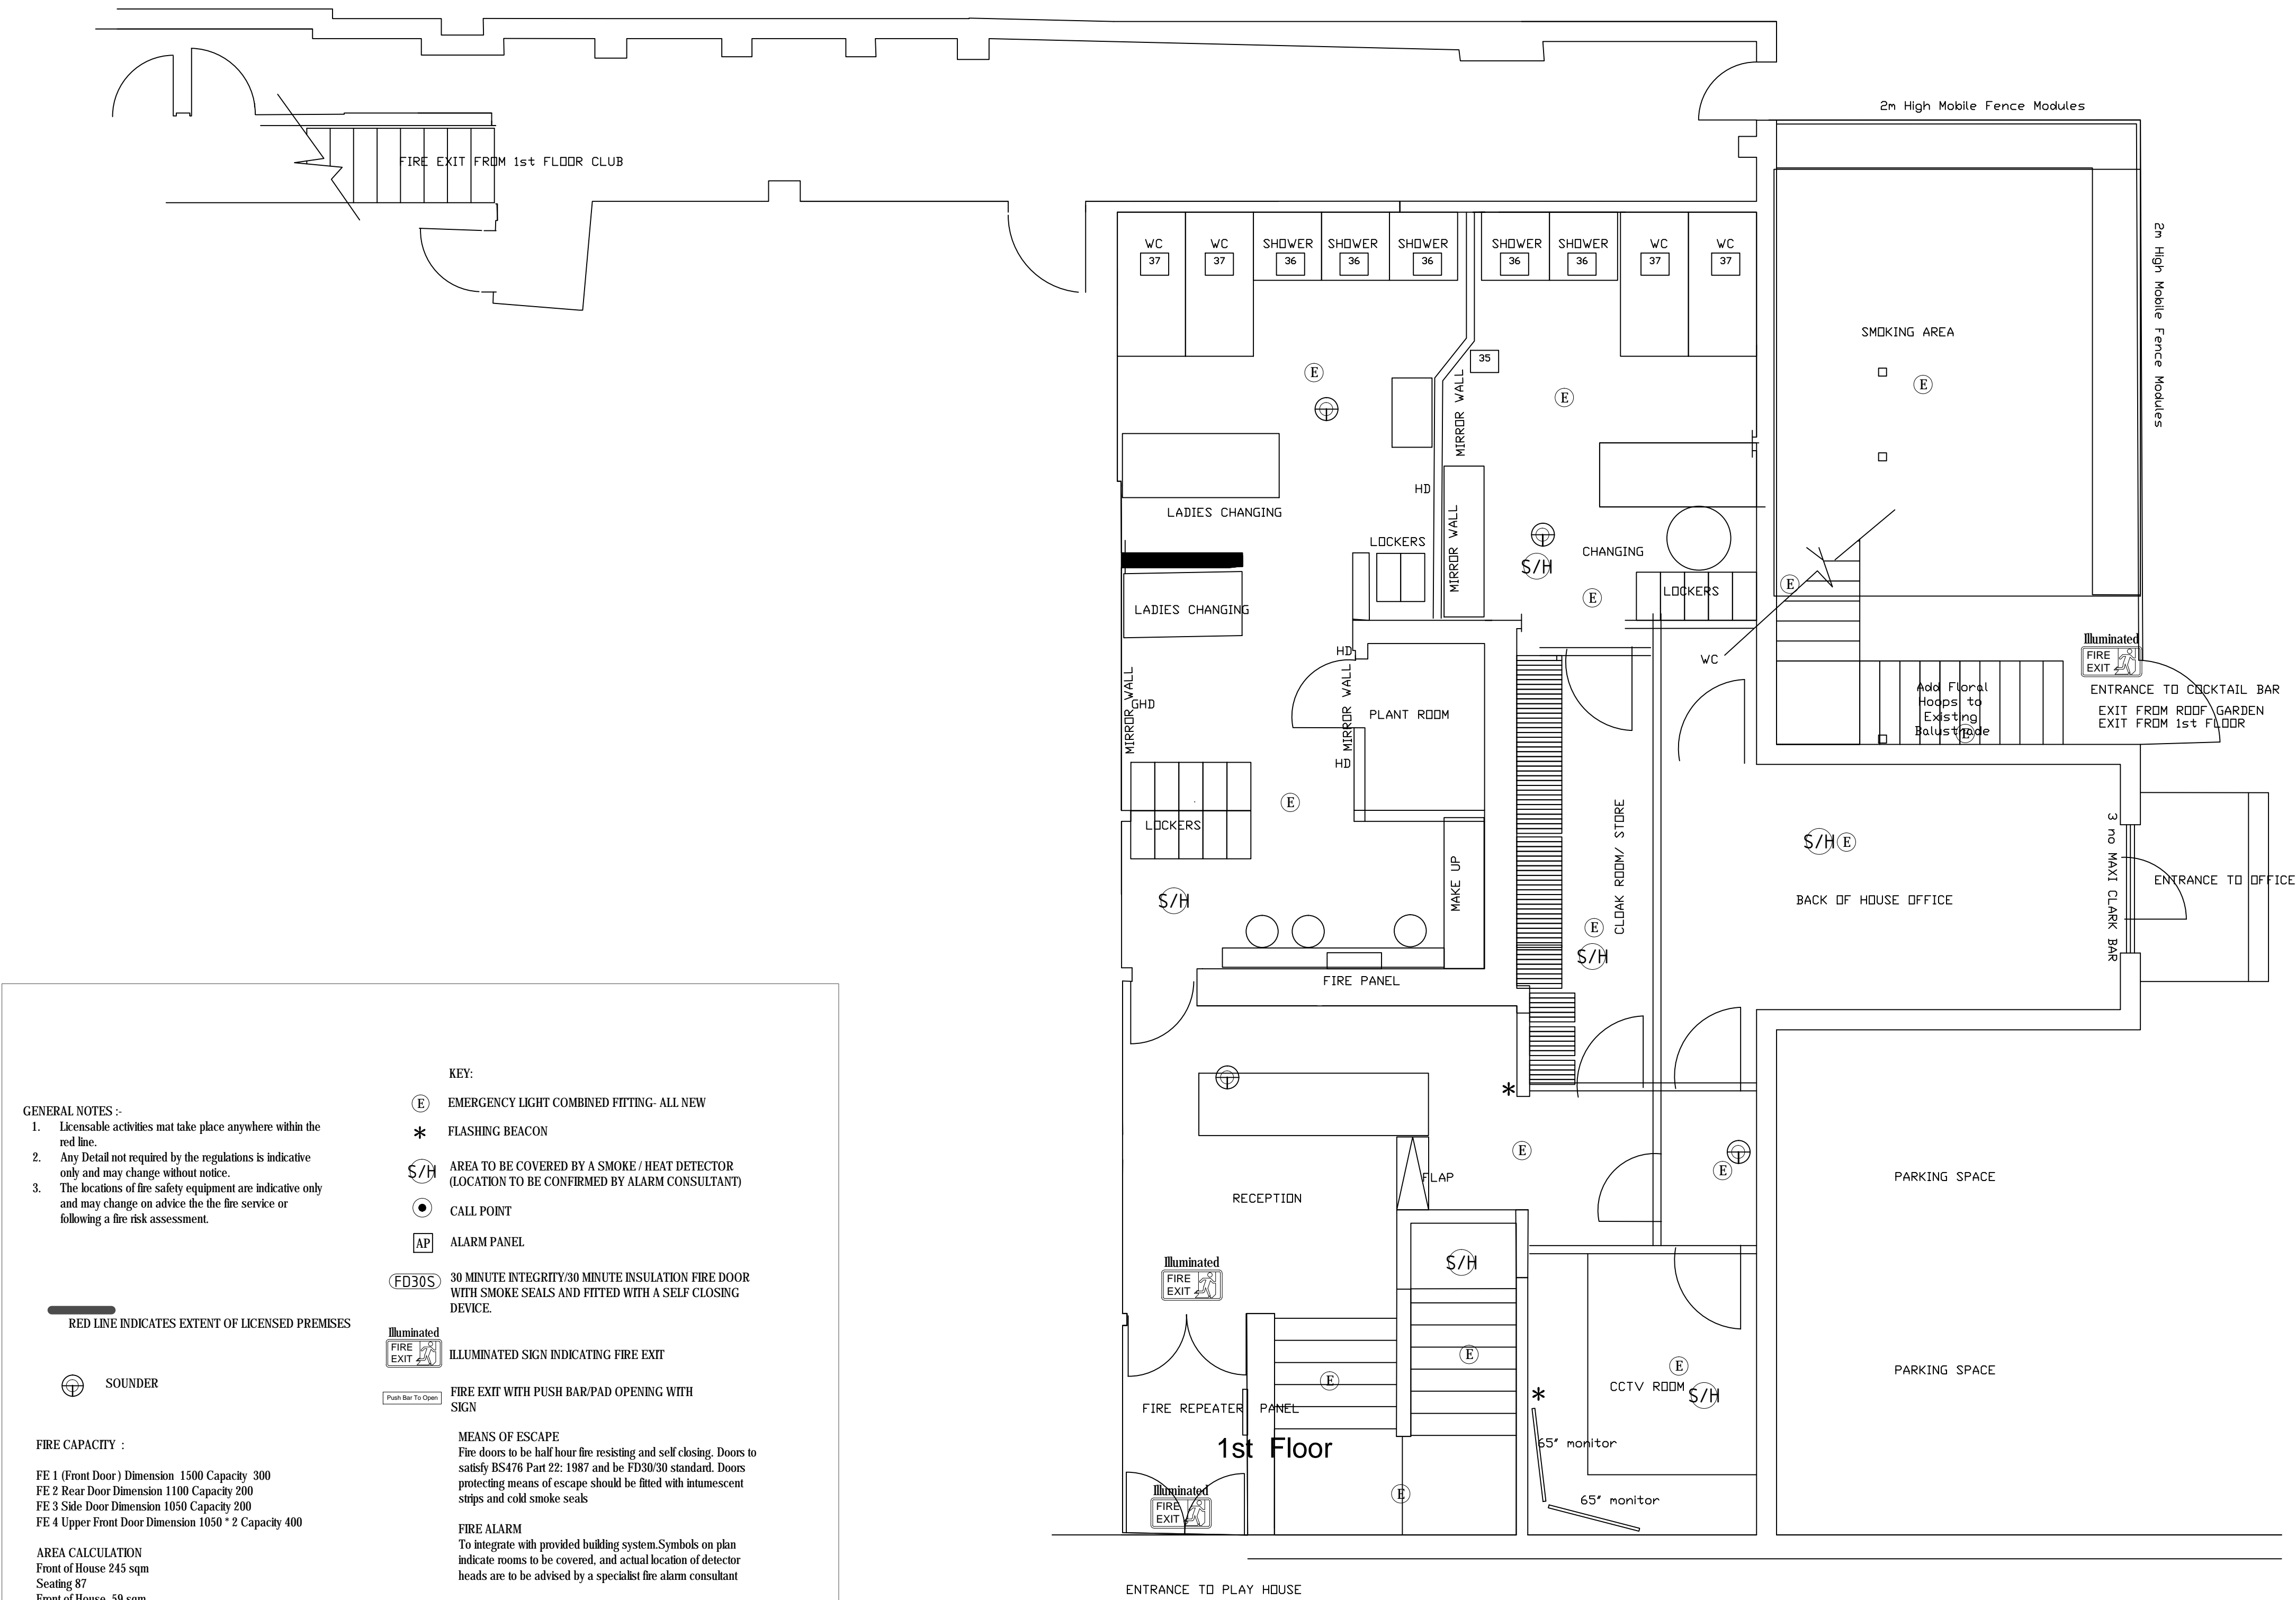 2m High Mobile Fence Modules
FIRE EXIT FROM 1st FLOOR CLUB
WC
37
WC
37
SHOWER
36
SHOWER
36
SHOWER
36
SHOWER
36
SHOWER
36
WC
37
WC
37
2m High Mobile Fence Modules
SMOKING AREA
35
E
E
E
MIRROR WALL
HD
LADIES CHANGING
MIRROR WALL
LOCKERS
CHANGING
S/H
E
LOCKERS
E
LADIES CHANGING
HD
WC
Illuminated
FIRE
EXIT
MIRROR WALL
GHD
MIRROR WALL
PLANT ROOM
HD
Add Floral
Hoops to
Existing
Balustrade
E
ENTRANCE TO COCKTAIL BAR
EXIT FROM ROOF GARDEN
EXIT FROM 1st FLOOR
E
LOCKERS
CLOAK ROOM/ STORE
S/H
E
3 no MAXI CLARK BAR
ENTRANCE TO OFFICE
MAKE UP
S/H
BACK OF HOUSE OFFICE
E
S/H
FIRE PANEL
*
E
E
FLAP
RECEPTION
PARKING SPACE
S/H
Illuminated
FIRE
EXIT
E
E
E
CCTV ROOM
S/H
PARKING SPACE
*
FIRE REPEATER PANEL
1st Floor
65" monitor
E
65" monitor
Illuminated
FIRE
EXIT
ENTRANCE TO PLAY HOUSE
GENERAL NOTES :-
1. Licensable activities mat take place anywhere within the
red line.
2. Any Detail not required by the regulations is indicative
only and may change without notice.
3. The locations of fire safety equipment are indicative only
and may change on advice the the fire service or
following a fire risk assessment.
RED LINE INDICATES EXTENT OF LICENSED PREMISES
SOUNDER
FIRE CAPACITY :
FE 1 (Front Door ) Dimension 1500 Capacity 300
FE 2 Rear Door Dimension 1100 Capacity 200
FE 3 Side Door Dimension 1050 Capacity 200
FE 4 Upper Front Door Dimension 1050 * 2 Capacity 400
AREA CALCULATION
Front of House 245 sqm
Seating 87
Front of House 59 sqm
KEY:
E EMERGENCY LIGHT COMBINED FITTING- ALL NEW
* FLASHING BEACON
S/H AREA TO BE COVERED BY A SMOKE / HEAT DETECTOR
(LOCATION TO BE CONFIRMED BY ALARM CONSULTANT)
CALL POINT
AP ALARM PANEL
FD30S 30 MINUTE INTEGRITY/30 MINUTE INSULATION FIRE DOOR
WITH SMOKE SEALS AND FITTED WITH A SELF CLOSING
DEVICE.
Illuminated
FIRE
EXIT
ILLUMINATED SIGN INDICATING FIRE EXIT
Push Bar To Open
FIRE EXIT WITH PUSH BAR/PAD OPENING WITH
SIGN
MEANS OF ESCAPE
Fire doors to be half hour fire resisting and self closing. Doors to
satisfy BS476 Part 22: 1987 and be FD30/30 standard. Doors
protecting means of escape should be fitted with intumescent
strips and cold smoke seals
FIRE ALARM
To integrate with provided building system.Symbols on plan
indicate rooms to be covered, and actual location of detector
heads are to be advised by a specialist fire alarm consultant